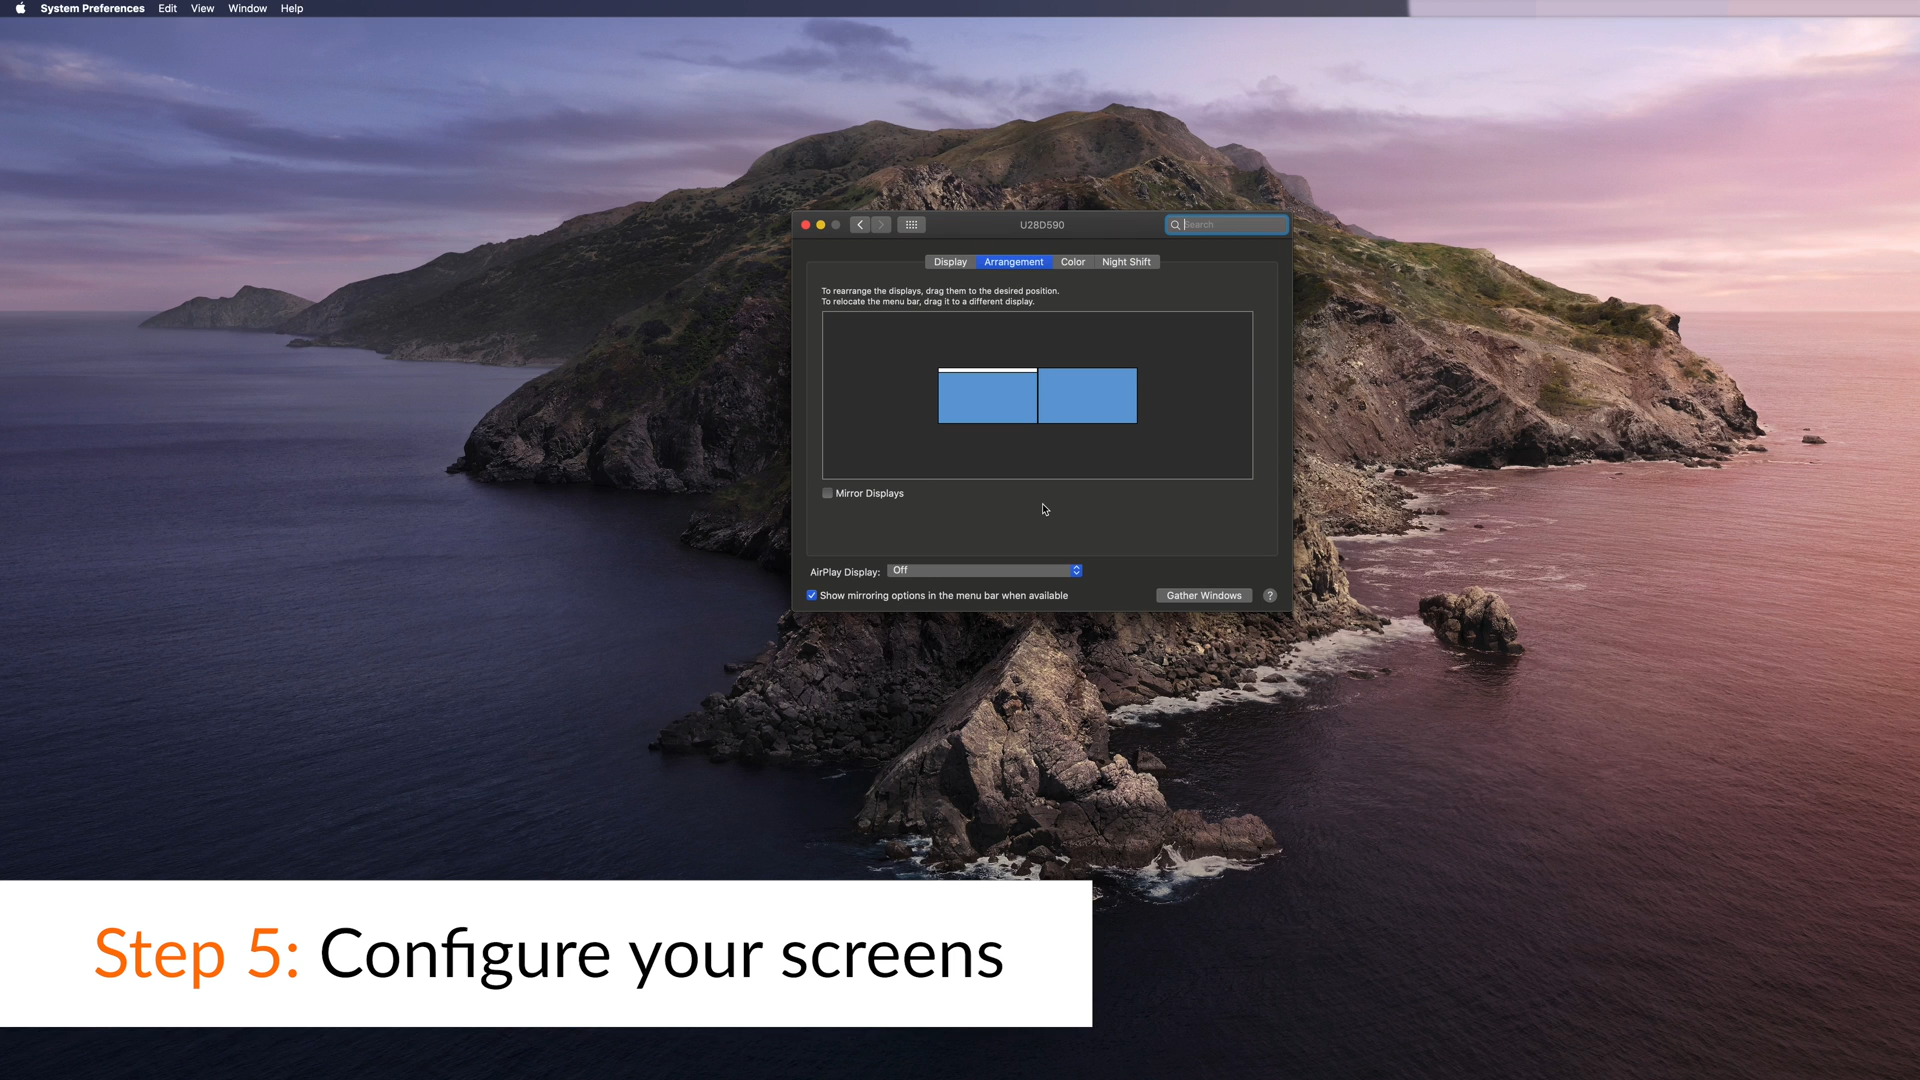 System Preferences Edit View Window Help
U28D590
Search
Display Arrangement Color Night Shift
To rearrange the displays, drag them to the desired position.
To relocate the menu bar, drag it to a different display.
Mirror Displays
AirPlay Display: Off
Show mirroring options in the menu bar when available
Gather Windows ?
Step 5: Configure your screens